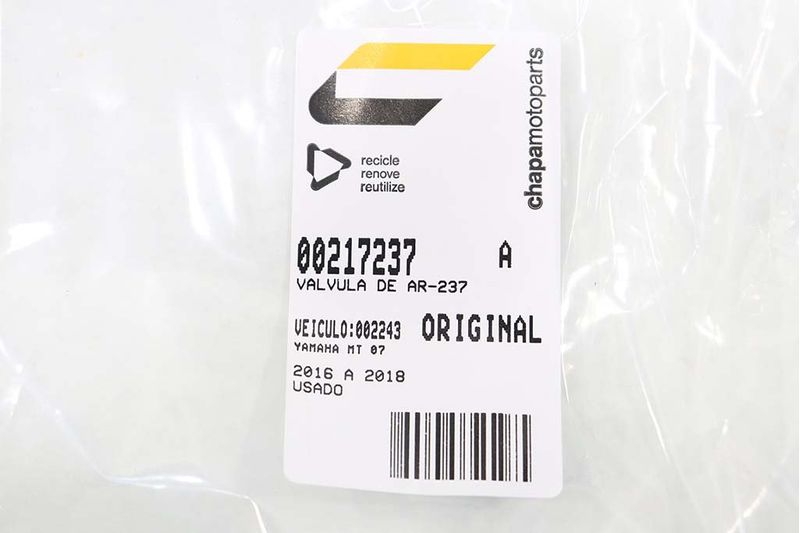 chapamotoparts
recicle
renove
reutilize
00217237 A
VALVULA DE AR-237
VEICULO:002243 ORIGINAL
YAMAHA MT 07
2016 A 2018
USADO